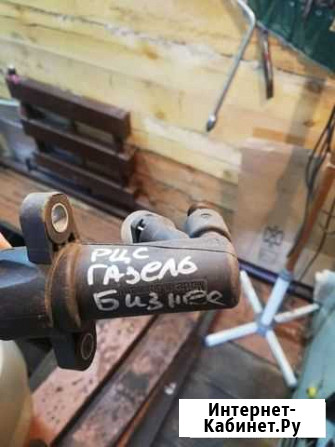 РЦС
ГАЗЕЛЬ
БИЗНЕС
Интернет-
Кабинет.Ру